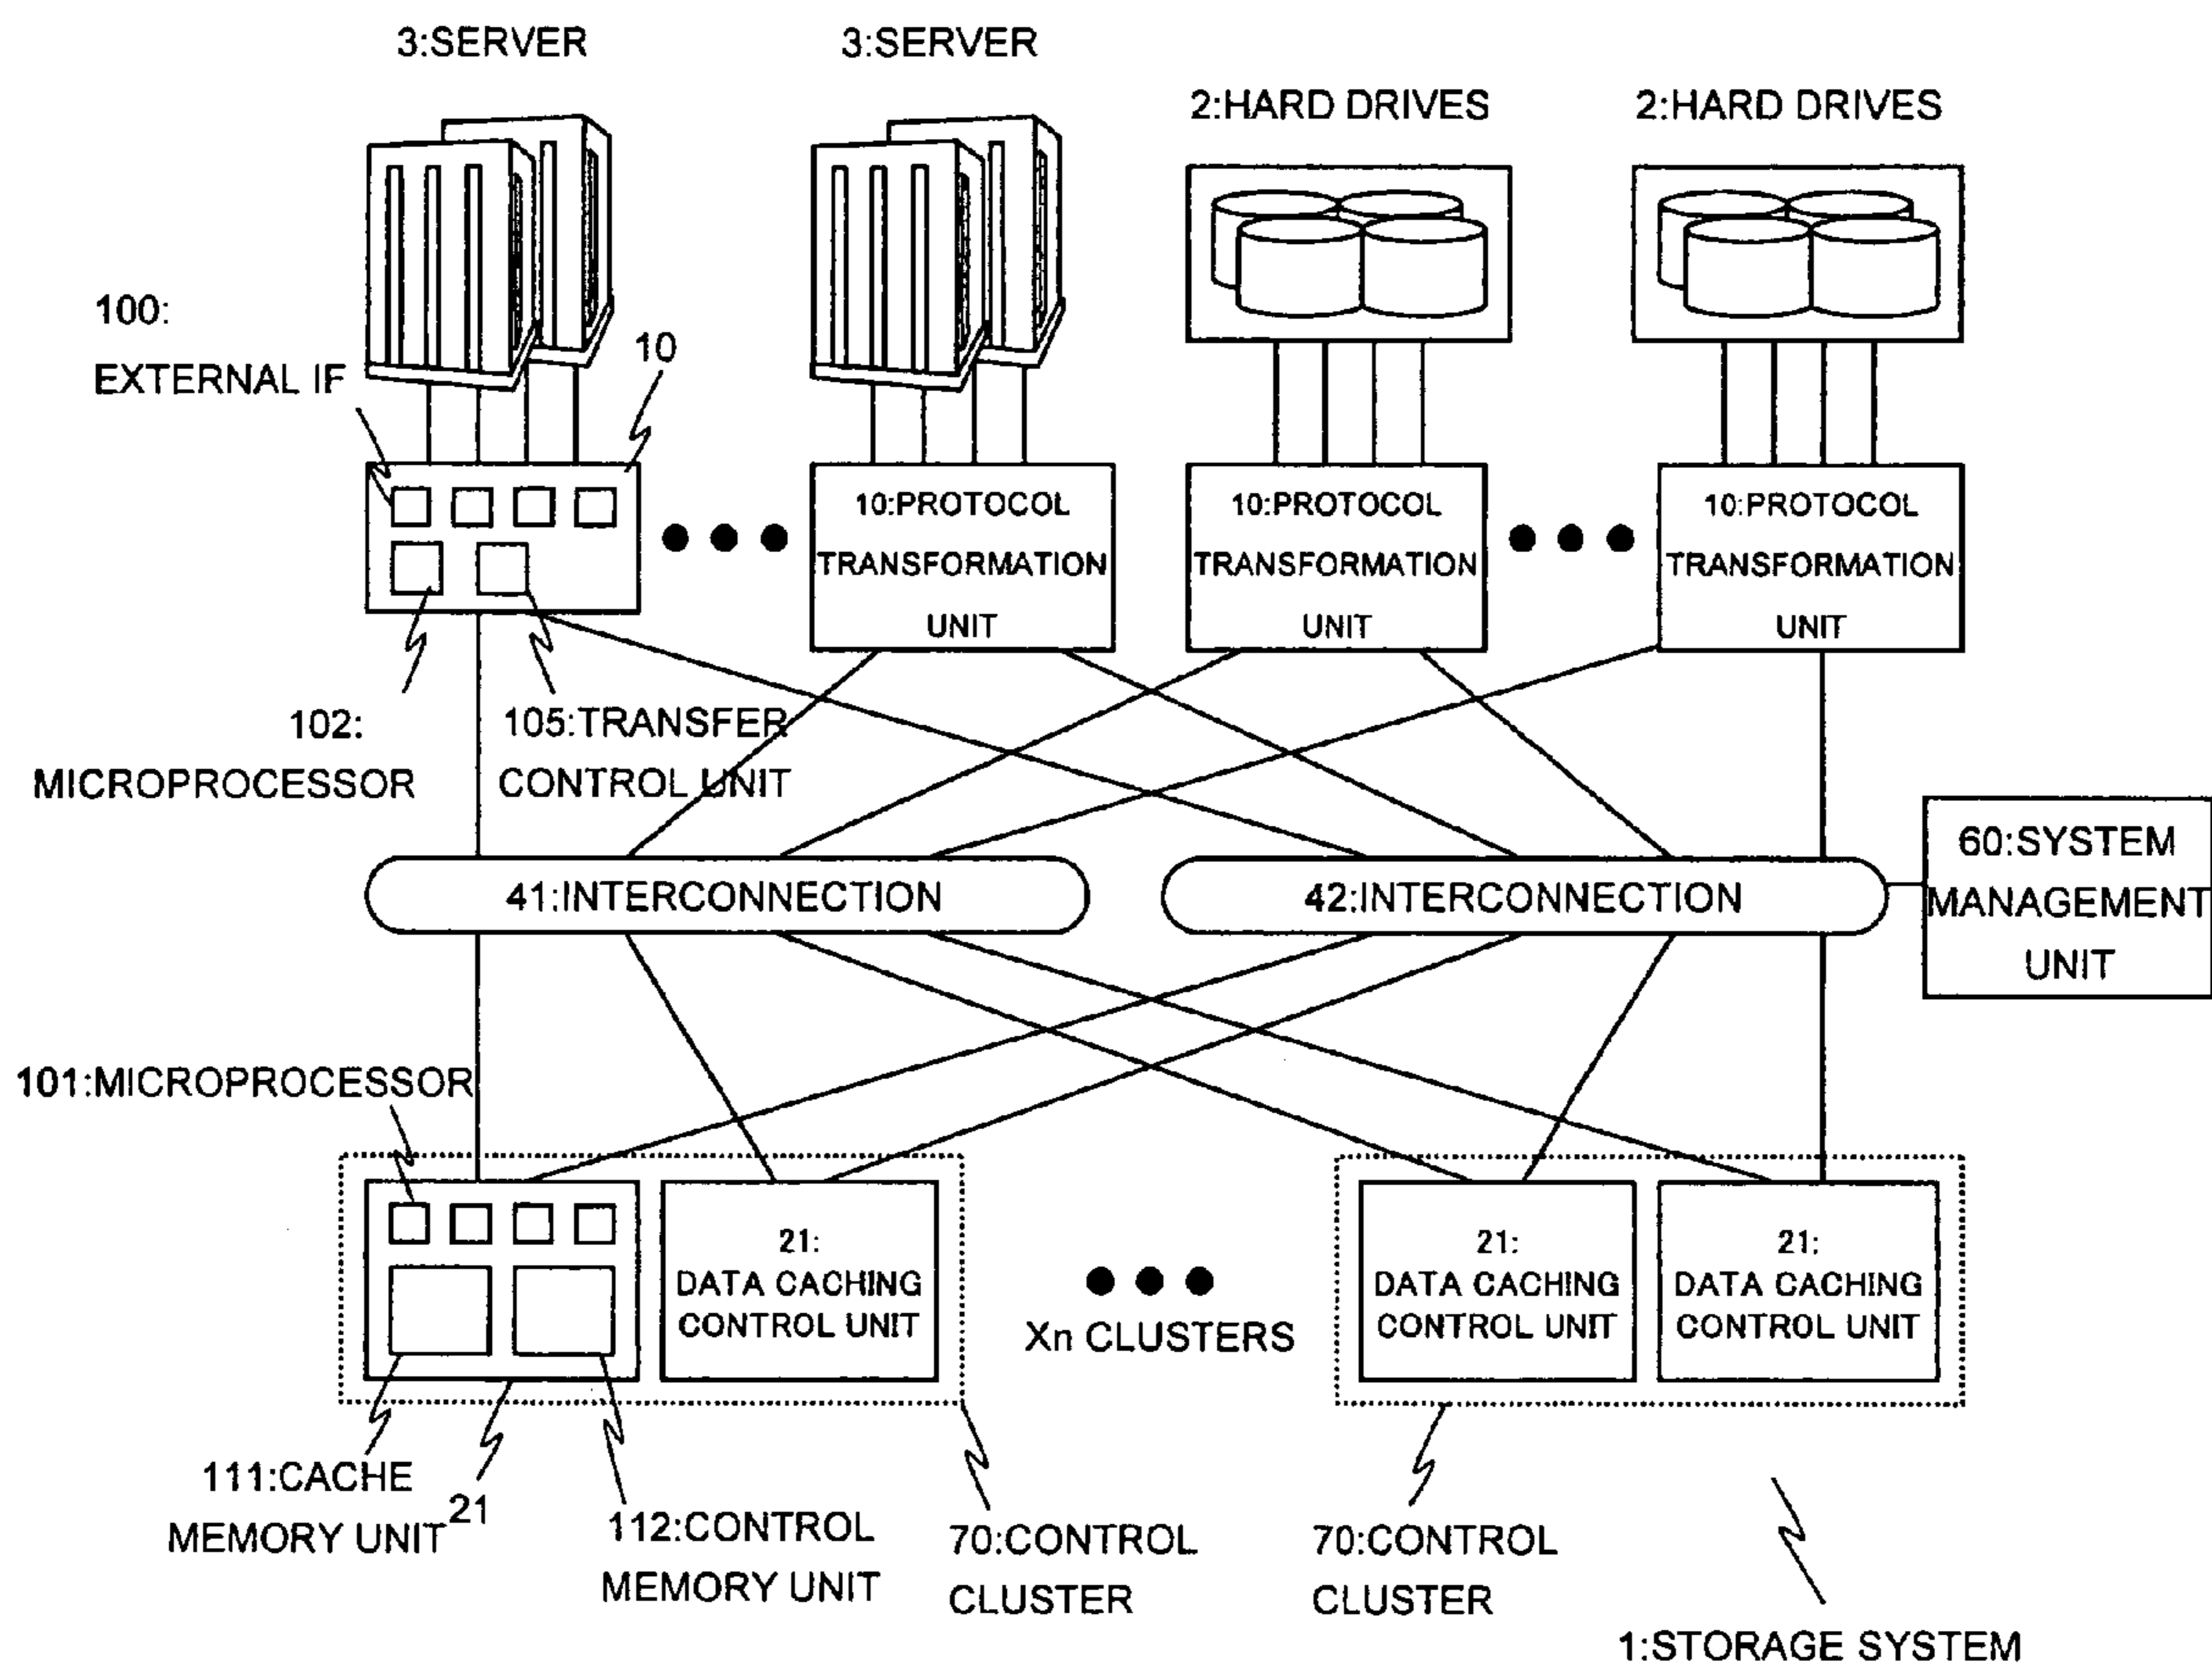 3:SERVER
3:SERVER
2:HARD DRIVES
2:HARD DRIVES
100:
EXTERNAL IF
10
10:PROTOCOL
TRANSFORMATION
UNIT
10:PROTOCOL
TRANSFORMATION
UNIT
10:PROTOCOL
TRANSFORMATION
UNIT
102:
MICROPROCESSOR
105:TRANSFER
CONTROL UNIT
41:INTERCONNECTION
42:INTERCONNECTION
60:SYSTEM
MANAGEMENT
UNIT
101:MICROPROCESSOR
21:
DATA CACHING
CONTROL UNIT
Xn CLUSTERS
21:
DATA CACHING
CONTROL UNIT
21:
DATA CACHING
CONTROL UNIT
111:CACHE
MEMORY UNIT
21
112:CONTROL
MEMORY UNIT
70:CONTROL
CLUSTER
70:CONTROL
CLUSTER
1:STORAGE SYSTEM